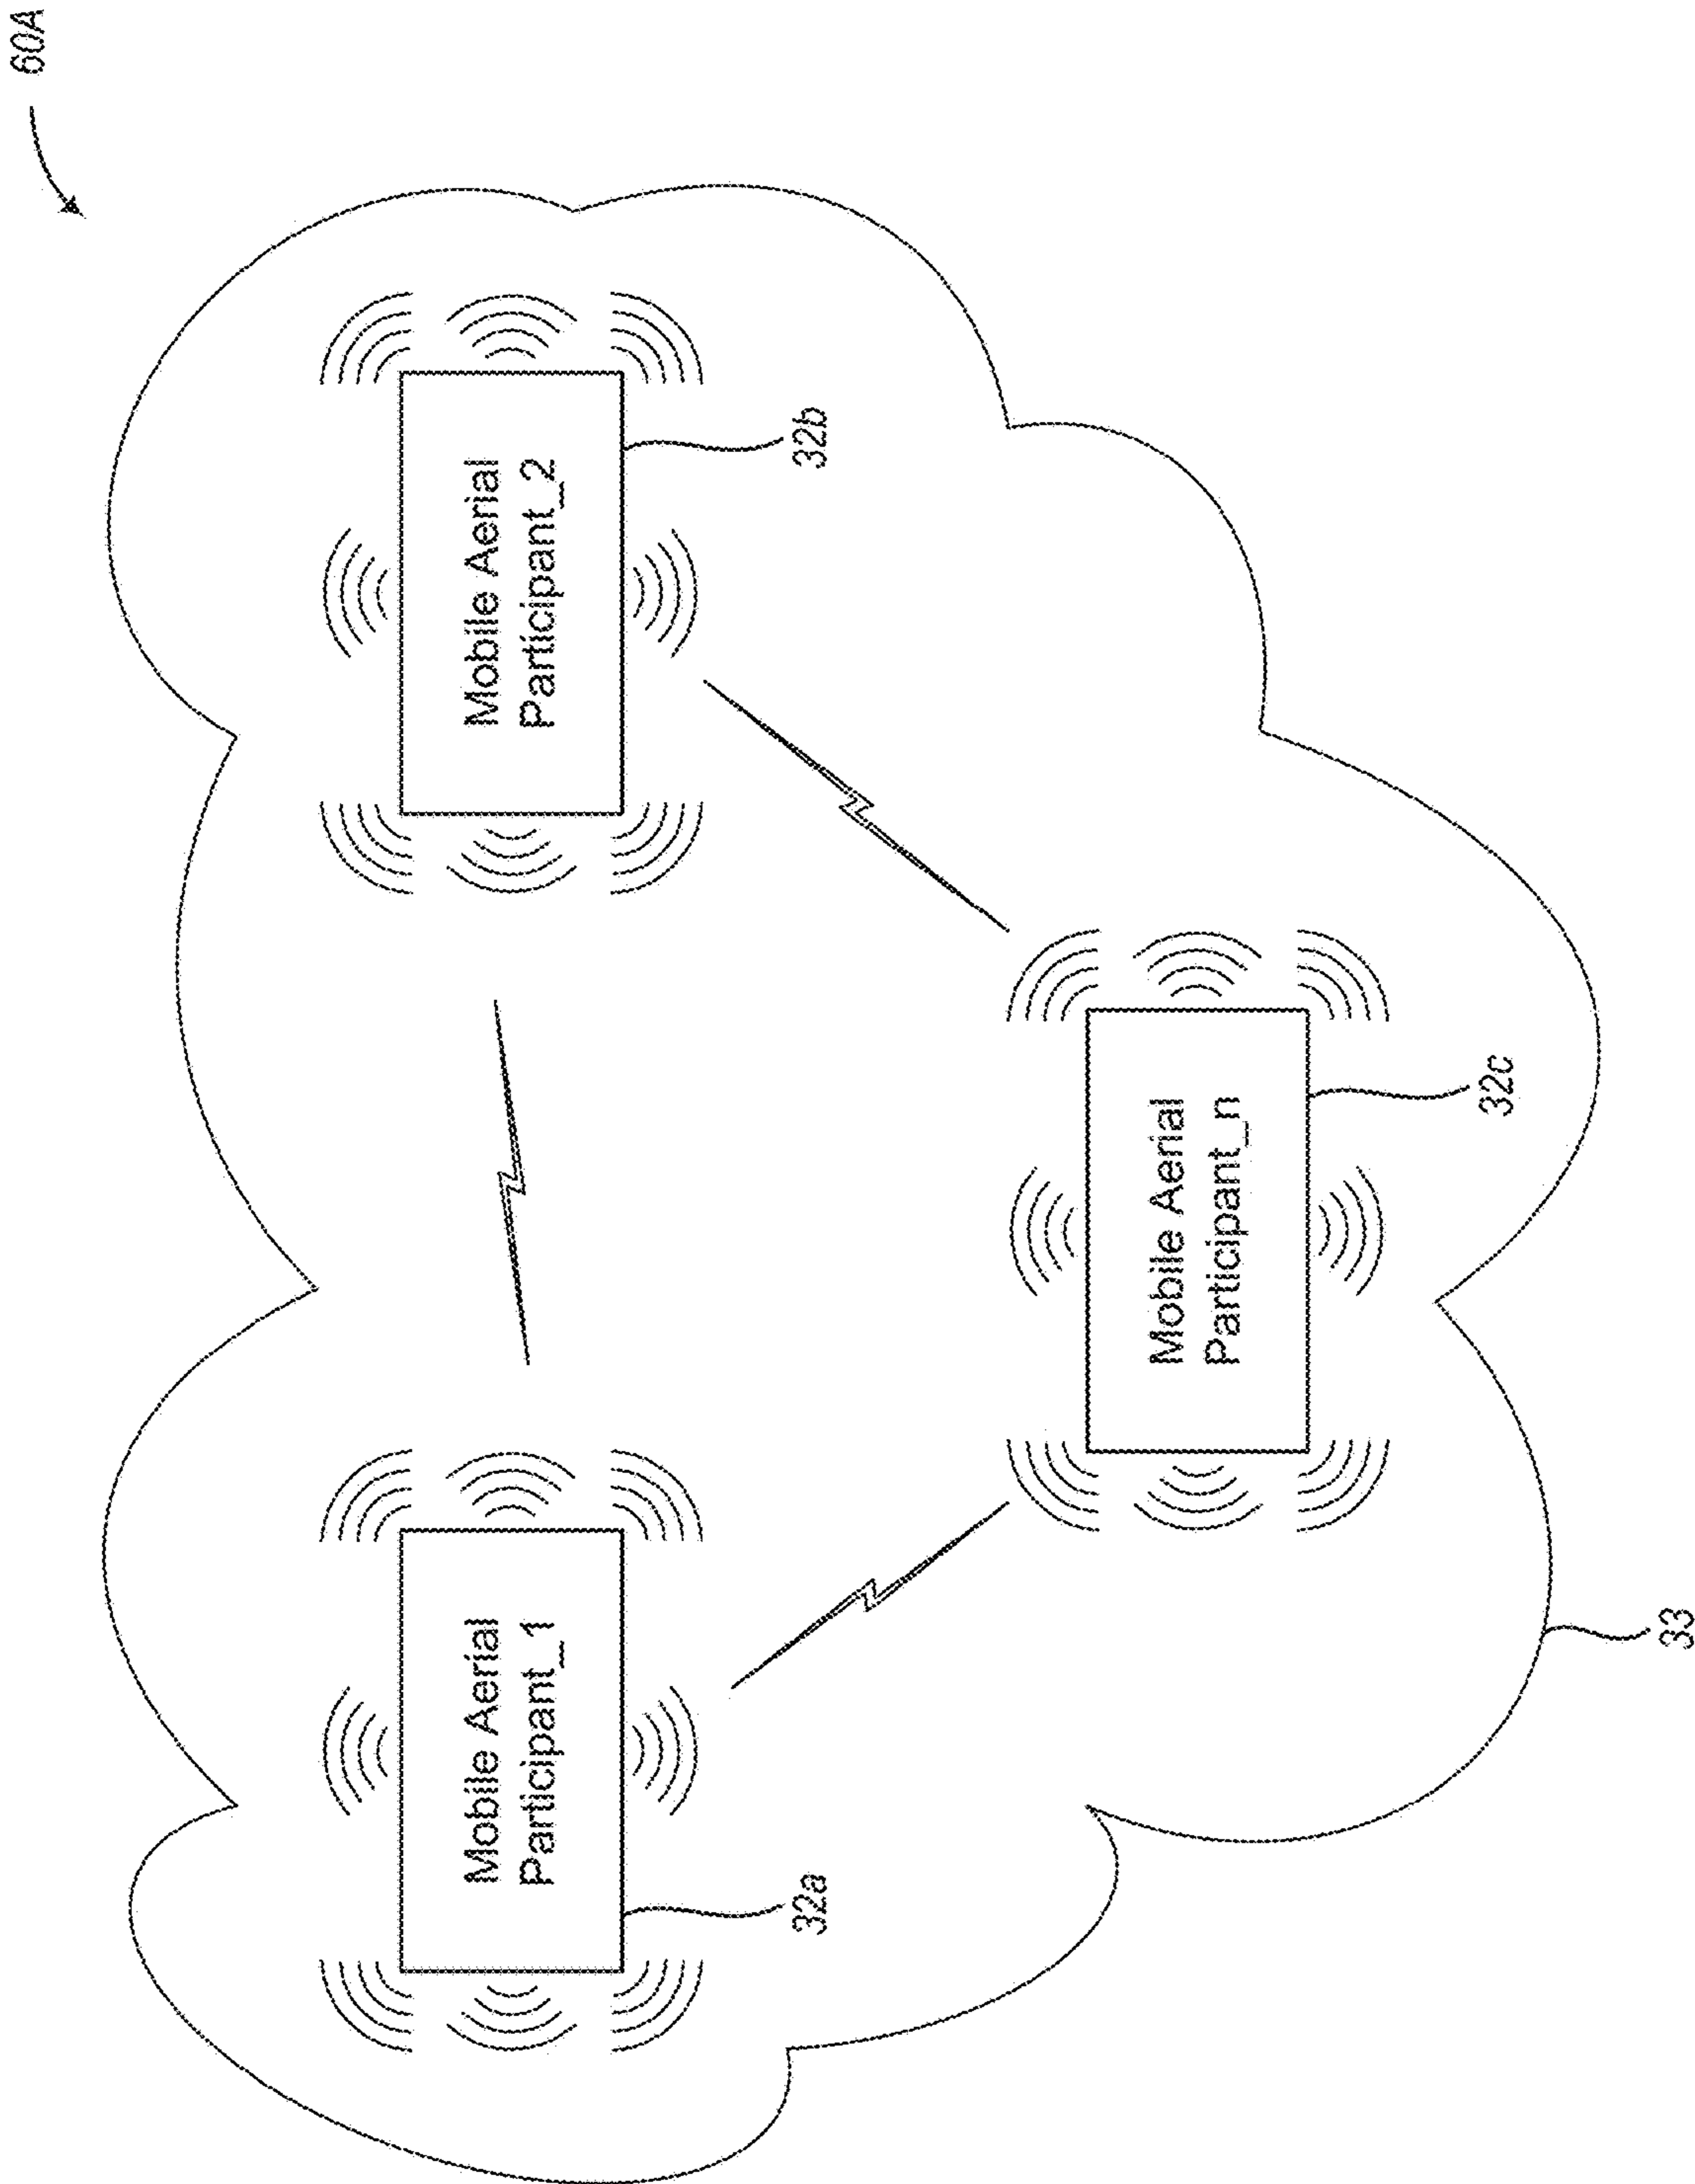 60A
Mobile Aerial
Participant_1
32a
Mobile Aerial
Participant_2
32b
Mobile Aerial
Participant_n
32c
33